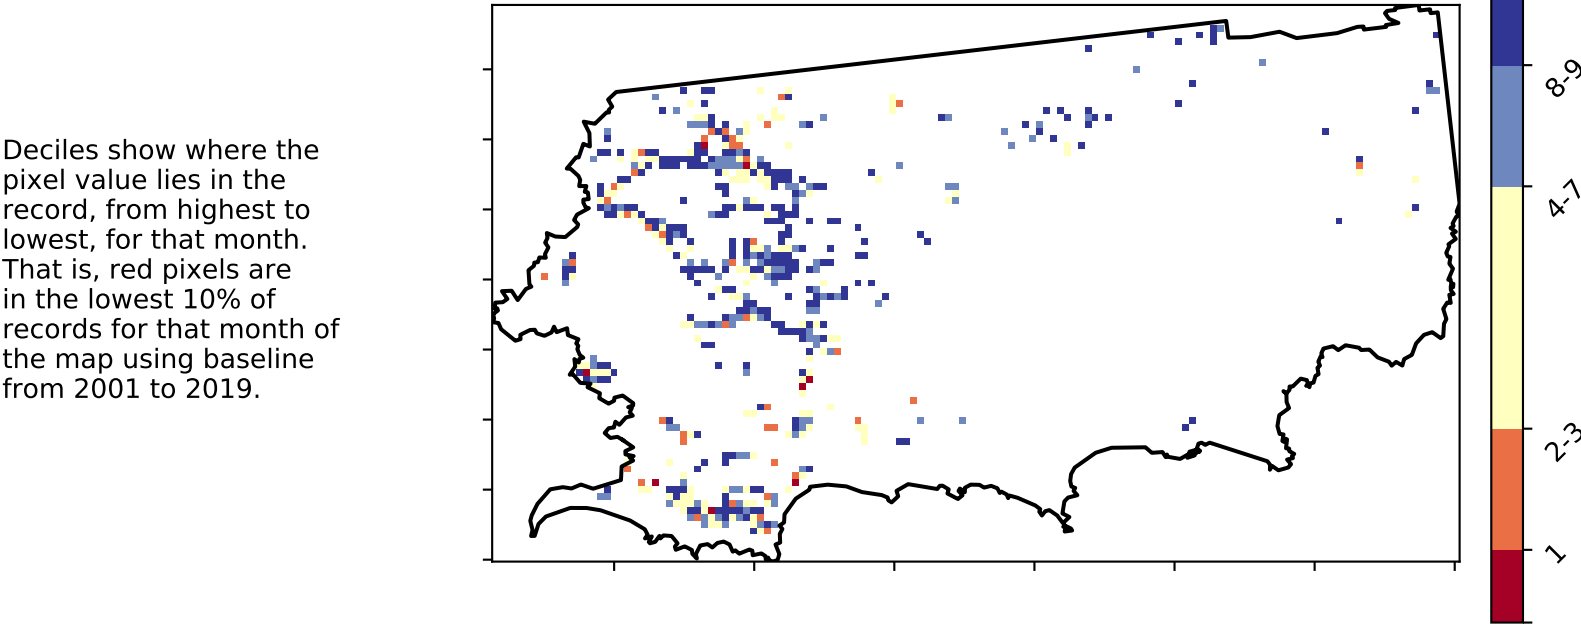 Deciles show where the
pixel value lies in the
record, from highest to
lowest, for that month.
That is, red pixels are
in the lowest 10% of
records for that month of
the map using baseline
from 2001 to 2019.
8-9
4-7
2-3
1